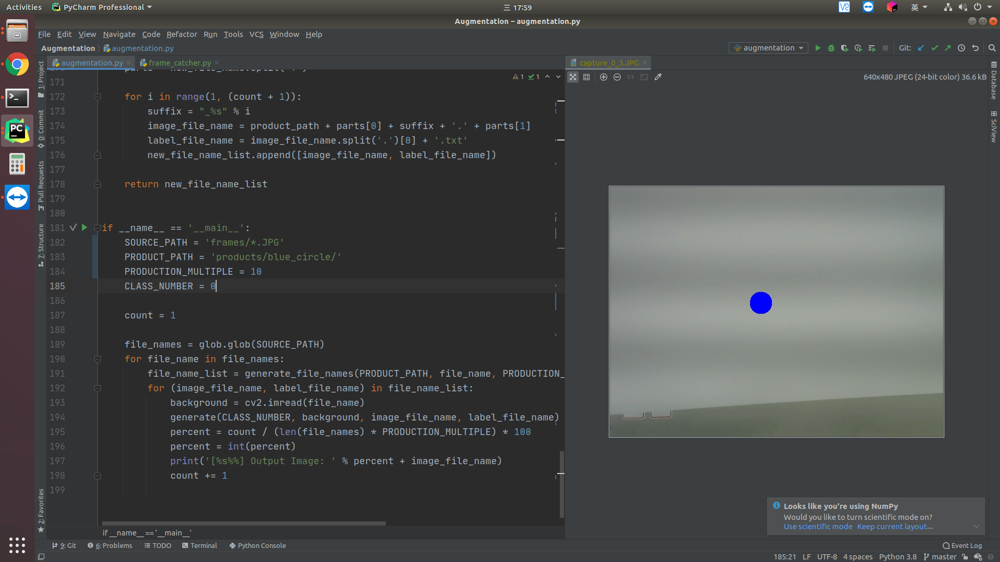 Activities PyCharm Professional 三 17:59 英
Augmentation – augmentation.py
File Edit View Navigate Code Refactor Run Tools VCS Window Help
Augmentation augmentation.py augmentation Git:
augmentation.py frame_catcher.py capture_0_3.JPG
1: Project
0: Commit
Pull Requests
7: Structure
2: Favorites
1 1
171
172 for i in range(1, (count + 1)):
173 suffix = "_%s" % i
174 image_file_name = product_path + parts[0] + suffix + '.' + parts[1]
175 label_file_name = image_file_name.split('.')[0] + '.txt'
176 new_file_name_list.append([image_file_name, label_file_name])
177
178 return new_file_name_list
179
180
181 if __name__ == '__main__':
182 SOURCE_PATH = 'frames/*.JPG'
183 PRODUCT_PATH = 'products/blue_circle/'
184 PRODUCTION_MULTIPLE = 10
185 CLASS_NUMBER = 0
186
187 count = 1
188
189 file_names = glob.glob(SOURCE_PATH)
190 for file_name in file_names:
191 file_name_list = generate_file_names(PRODUCT_PATH, file_name, PRODUCTION_
192 for (image_file_name, label_file_name) in file_name_list:
193 background = cv2.imread(file_name)
194 generate(CLASS_NUMBER, background, image_file_name, label_file_name)
195 percent = count / (len(file_names) * PRODUCTION_MULTIPLE) * 100
196 percent = int(percent)
197 print('[%s%%] Output Image: ' % percent + image_file_name)
198 count += 1
199
if __name__ == '__main__'
1:1 640x480 JPEG (24-bit color) 36.6 kB
Database
SciView
Looks like you're using NumPy
Would you like to turn scientific mode on?
Use scientific mode Keep current layout...
9: Git 6: Problems TODO Terminal Python Console Event Log
185:21 LF UTF-8 4 spaces Python 3.8 master